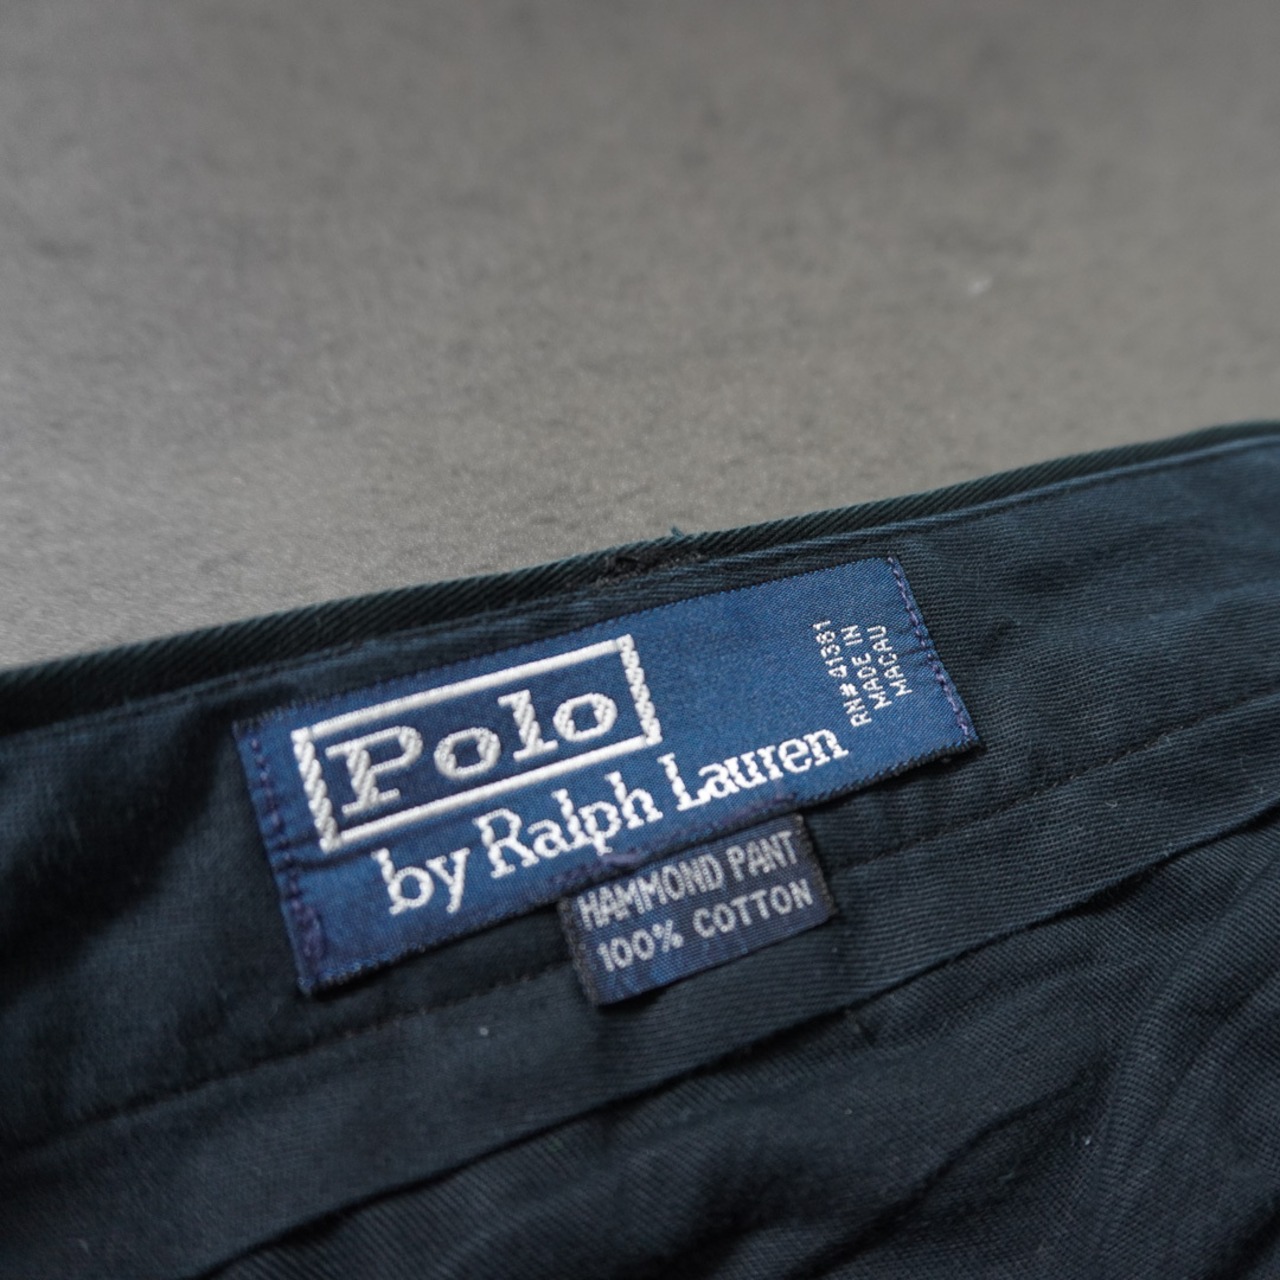 Polo
by Ralph Lauren
RN# 41381
MADE IN
MACAU
HAMMOND PANT
100% COTTON